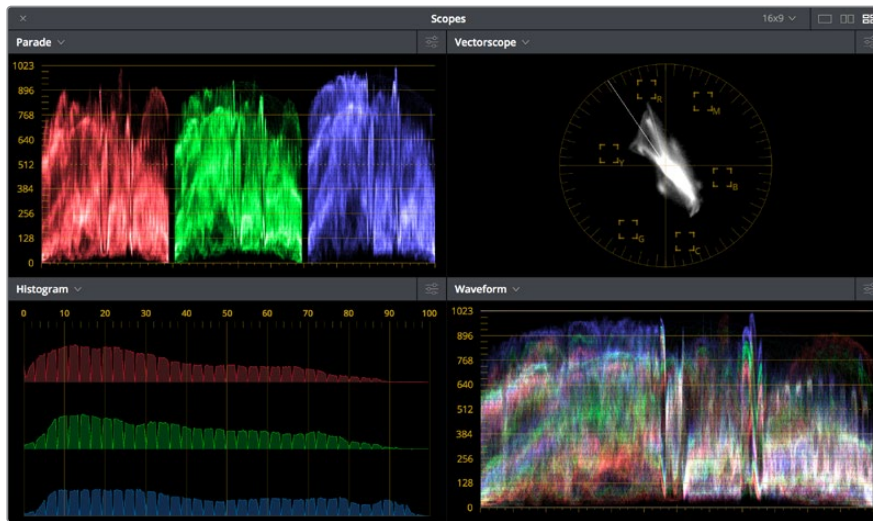 Scopes
16x9
Parade
1023
896
768
640
512
384
256
128
0
Vectorscope
R
M
Y
B
G
C
Histogram
0 10 20 30 40 50 60 70 80 90 100
Waveform
1023
896
768
640
512
384
256
128
0